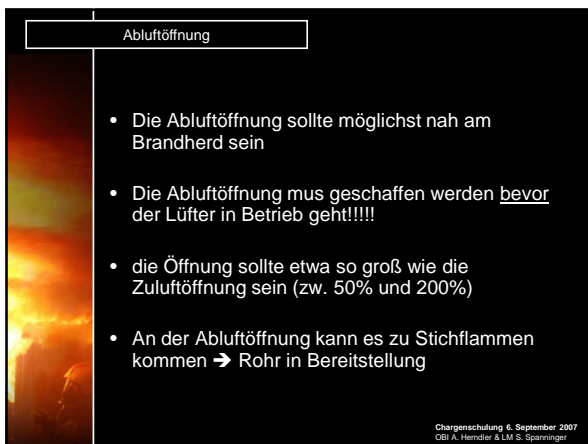 Abluftöffnung
• Die Abluftöffnung sollte möglichst nah am
Brandherd sein
• Die Abluftöffnung mus geschaffen werden bevor
der Lüfter in Betrieb geht!!!!!
• die Öffnung sollte etwa so groß wie die
Zuluftöffnung sein (zw. 50% und 200%)
• An der Abluftöffnung kann es zu Stichflammen
kommen ➔ Rohr in Bereitstellung
Chargenschulung 6. September 2007
OBI A. Herndler & LM S. Spanninger